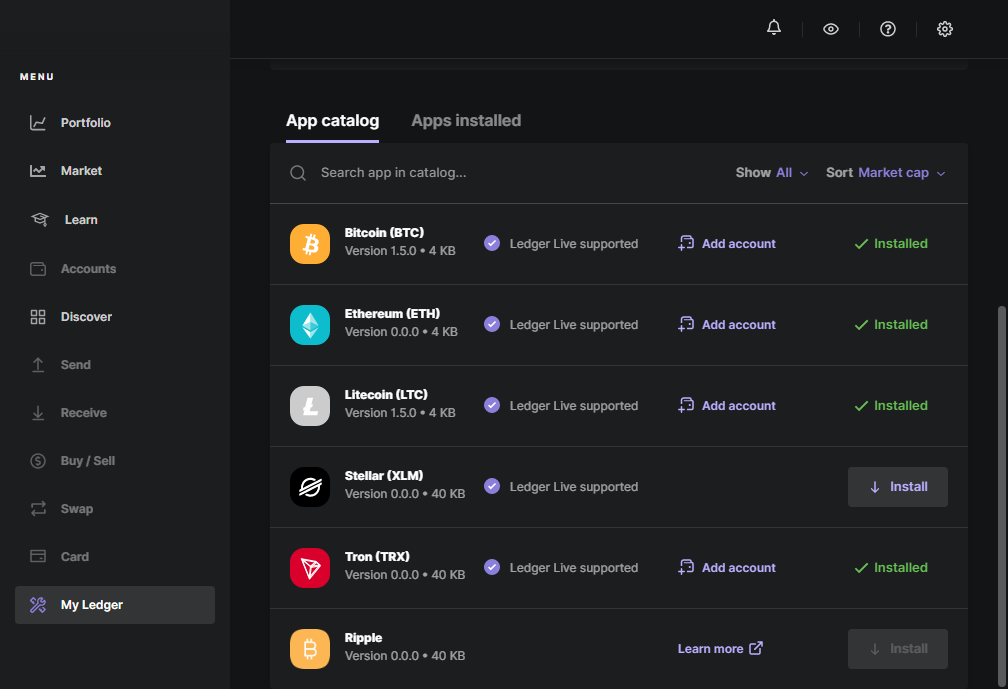 MENU
Portfolio
Market
Learn
Accounts
Discover
Send
Receive
Buy / Sell
Swap
Card
My Ledger
App catalog Apps installed
Search app in catalog... Show All Sort Market cap
Bitcoin (BTC)
Version 1.5.0 • 4 KB Ledger Live supported Add account Installed
Ethereum (ETH)
Version 0.0.0 • 4 KB Ledger Live supported Add account Installed
Litecoin (LTC)
Version 1.5.0 • 4 KB Ledger Live supported Add account Installed
Stellar (XLM)
Version 0.0.0 • 40 KB Ledger Live supported Install
Tron (TRX)
Version 0.0.0 • 40 KB Ledger Live supported Add account Installed
Ripple
Version 0.0.0 • 40 KB Learn more Install